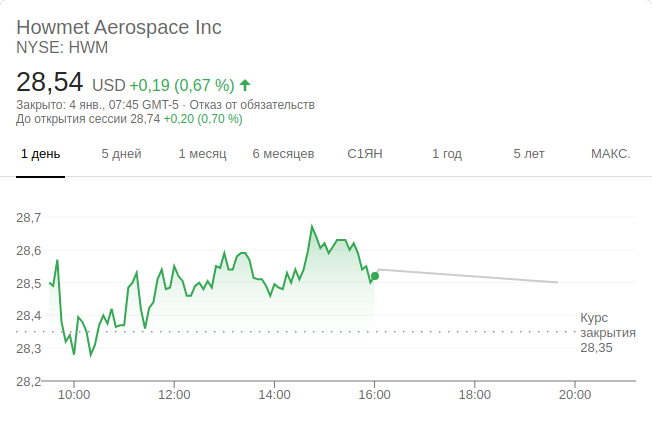 Howmet Aerospace Inc
NYSE: HWM
28,54 USD +0,19 (0,67 %)
Закрыто: 4 янв., 07:45 GMT-5 · Отказ от обязательств
До открытия сессии 28,74 +0,20 (0,70 %)
1 день 5 дней 1 месяц 6 месяцев С1ЯН 1 год 5 лет МАКС.
28,7
28,6
28,5
28,4
28,3
28,2
Курс
закрытия
28,35
10:00 12:00 14:00 16:00 18:00 20:00